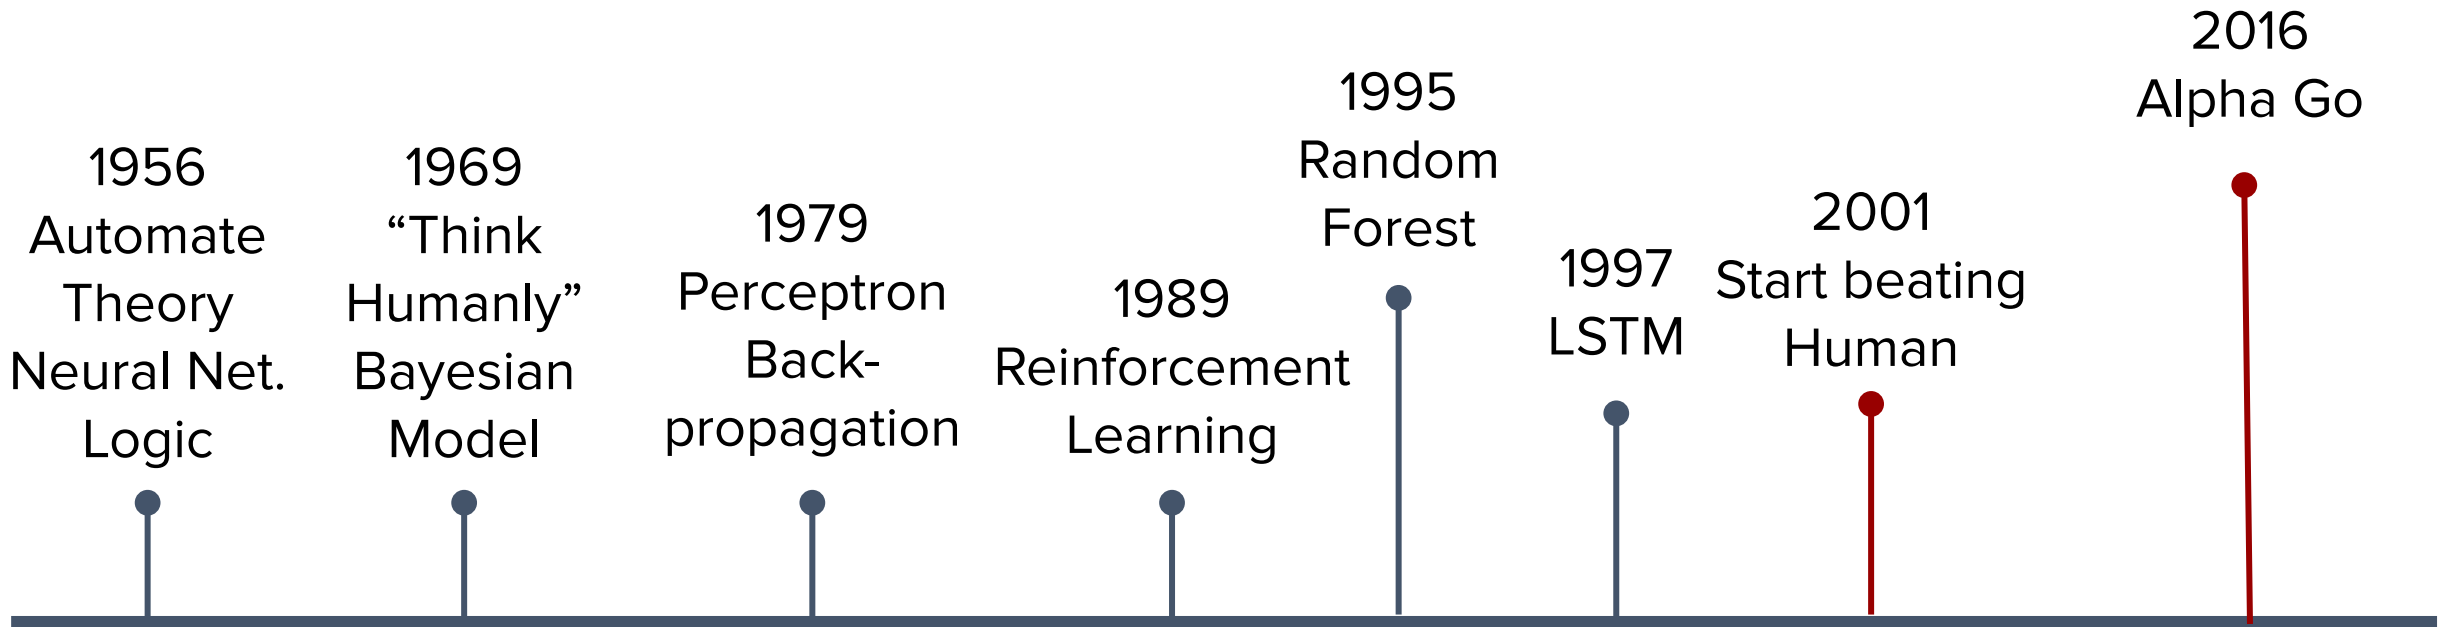 1956
Automate
Theory
Neural Net.
Logic
1969
“Think
Humanly”
Bayesian
Model
1979
Perceptron
Back-
propagation
1989
Reinforcement
Learning
1995
Random
Forest
1997
LSTM
2001
Start beating
Human
2016
Alpha Go